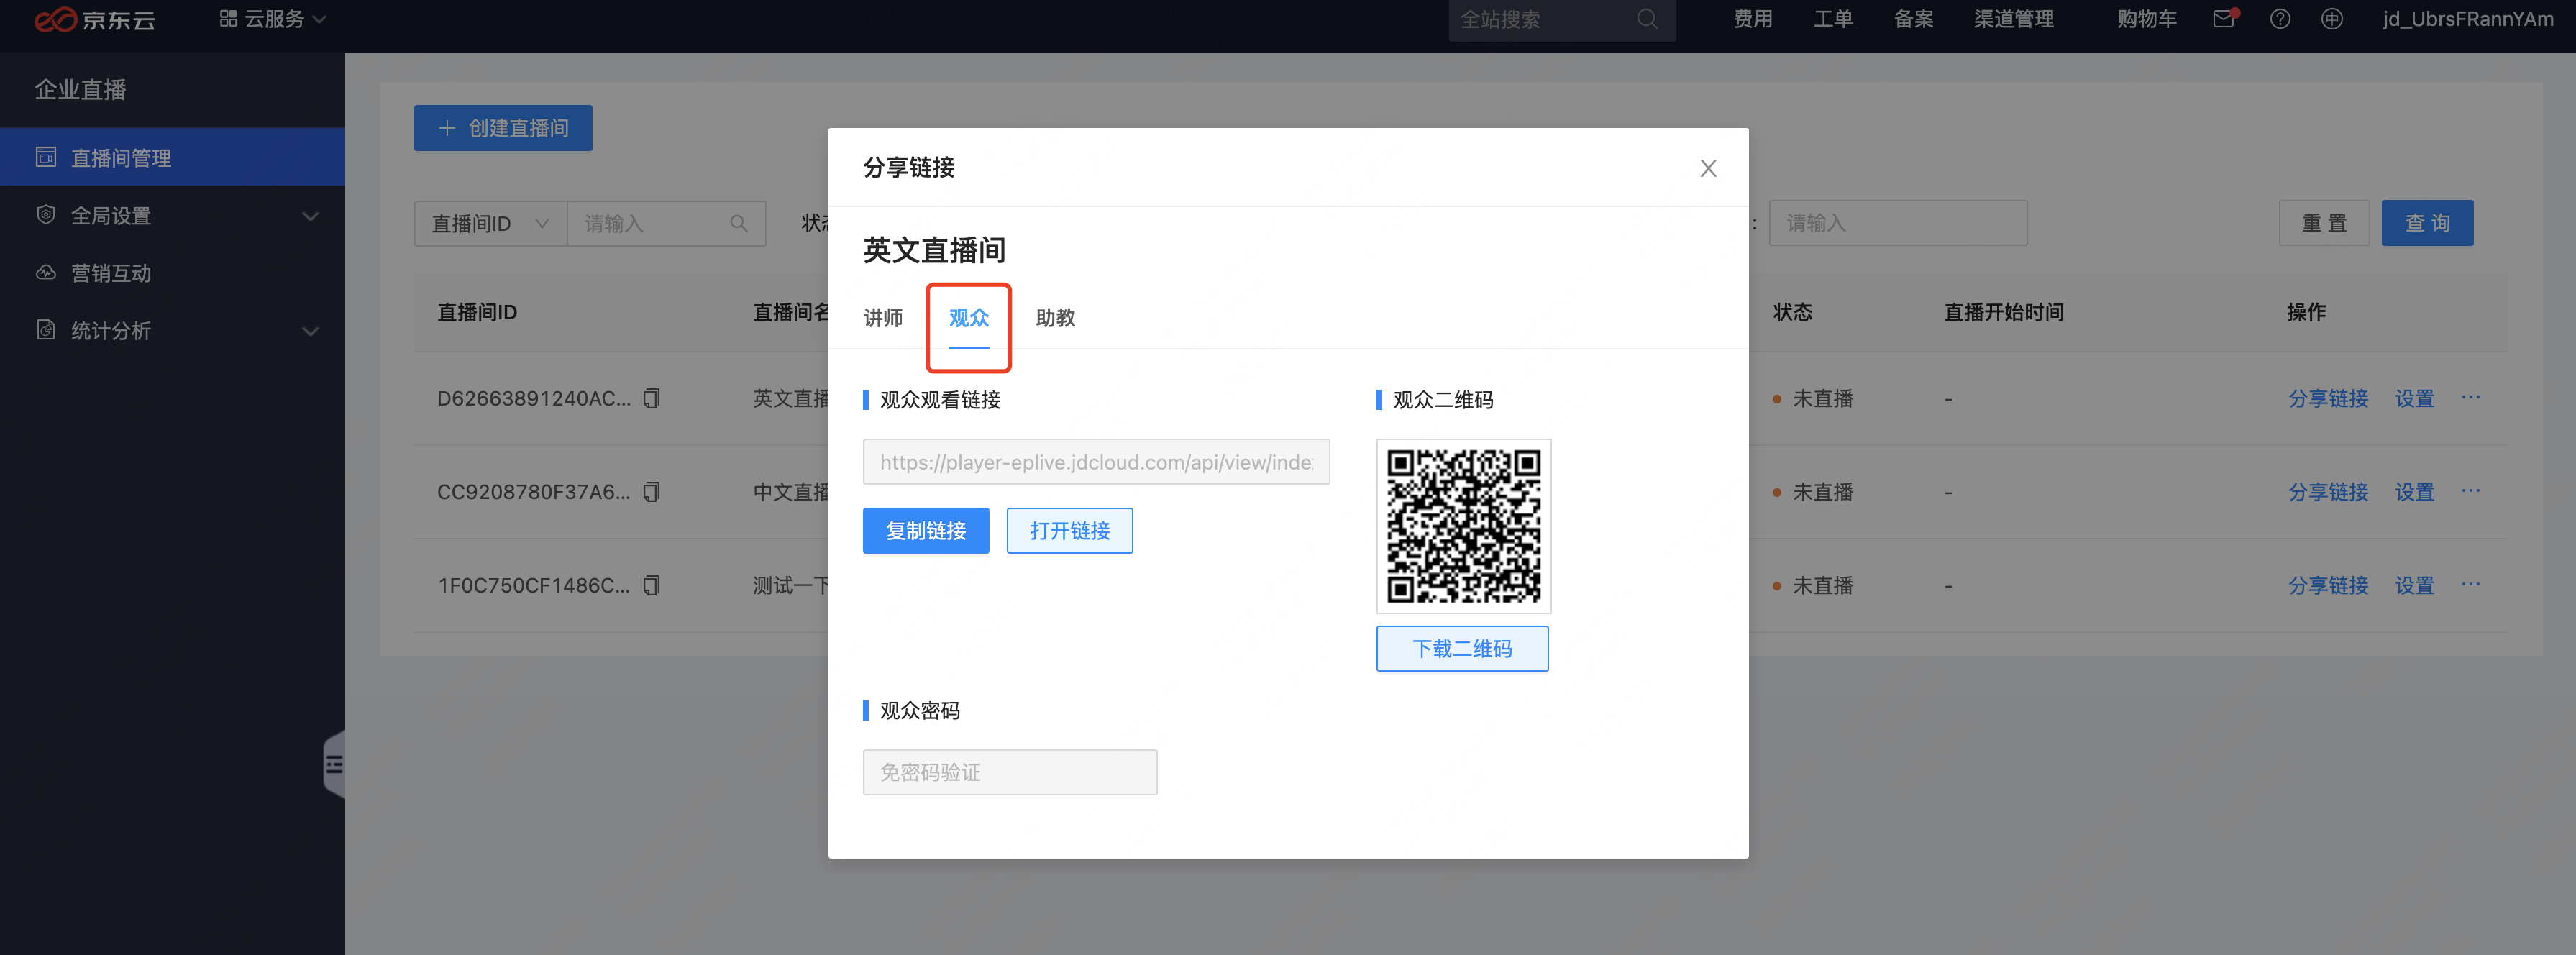 京东云
云服务
全站搜索
费用
工单
备案
渠道管理
购物车
jd_UbrsFRannYAm
企业直播
直播间管理
全局设置
营销互动
统计分析
+ 创建直播间
直播间ID
请输入
状态
:
请输入
重 置
查 询
直播间ID
直播间名
状态
直播开始时间
操作
D62663891240AC...
英文直播
未直播
-
分享链接
设置
...
CC9208780F37A6...
中文直播
未直播
-
分享链接
设置
...
1F0C750CF1486C...
测试一下
未直播
-
分享链接
设置
...
分享链接
英文直播间
讲师
观众
助教
观众观看链接
https://player-eplive.jdcloud.com/api/view/inde
复制链接
打开链接
观众二维码
下载二维码
观众密码
免密码验证